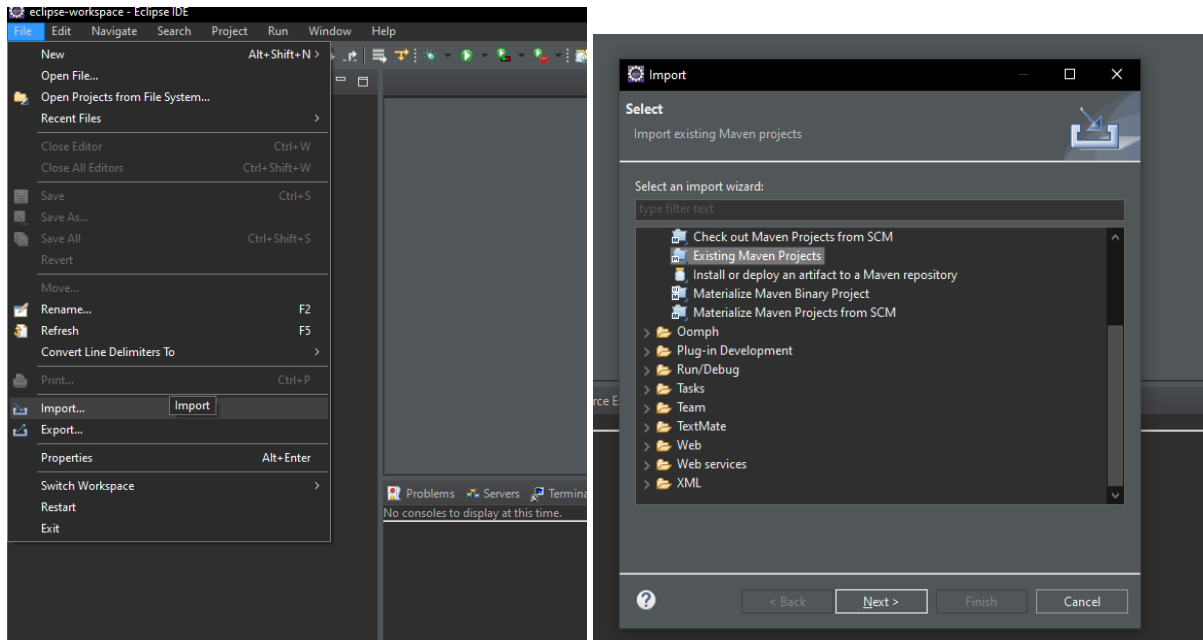 eclipse-workspace - Eclipse IDE
File Edit Navigate Search Project Run Window Help
New Alt+Shift+N >
Open File...
Open Projects from File System...
Recent Files >
Close Editor Ctrl+W
Close All Editors Ctrl+Shift+W
Save Ctrl+S
Save As...
Save All Ctrl+Shift+S
Revert
Move...
Rename... F2
Refresh F5
Convert Line Delimiters To >
Print... Ctrl+P
Import... Import
Export...
Properties Alt+Enter
Switch Workspace >
Restart
Exit
Problems Servers Termina
No consoles to display at this time.
Import
Select
Import existing Maven projects
Select an import wizard:
type filter text
Check out Maven Projects from SCM
Existing Maven Projects
Install or deploy an artifact to a Maven repository
Materialize Maven Binary Project
Materialize Maven Projects from SCM
> Oomph
> Plug-in Development
> Run/Debug
> Tasks
> Team
> TextMate
> Web
> Web services
> XML
rce E
? < Back Next > Finish Cancel